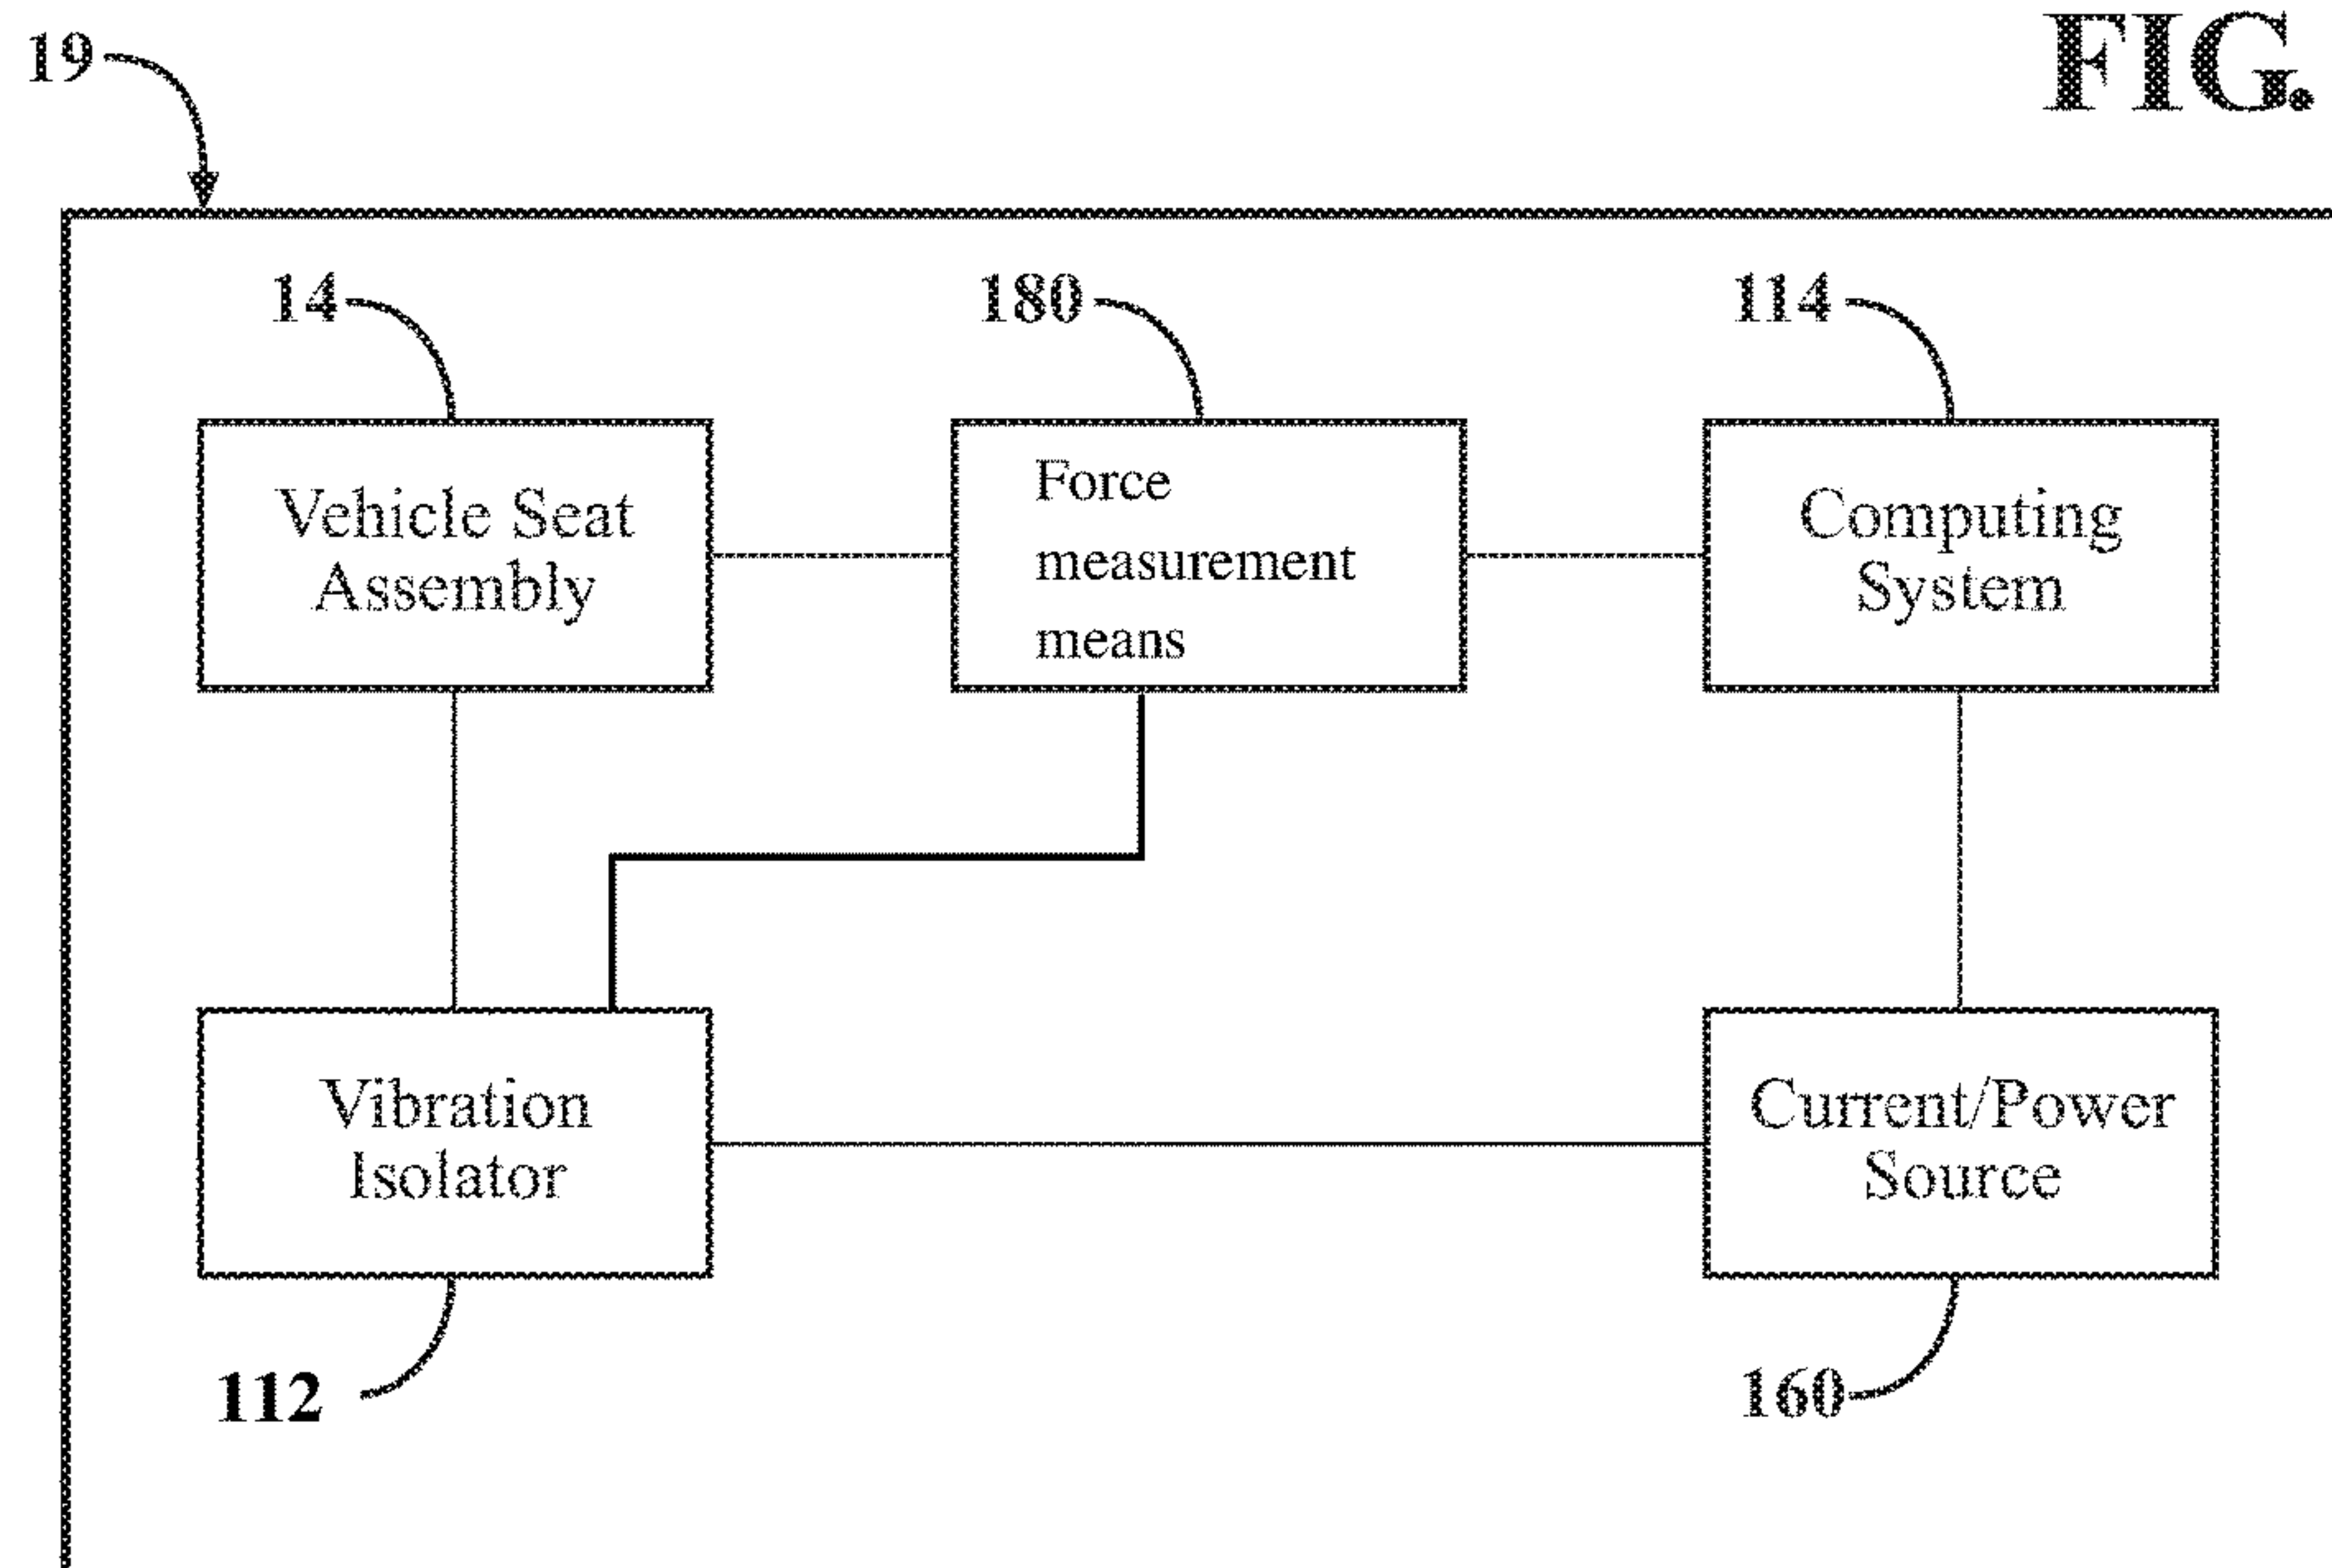 FIG.
19
14
180
114
Vehicle Seat
Assembly
Force
measurement
means
Computing
System
Vibration
Isolator
Current/Power
Source
112
160